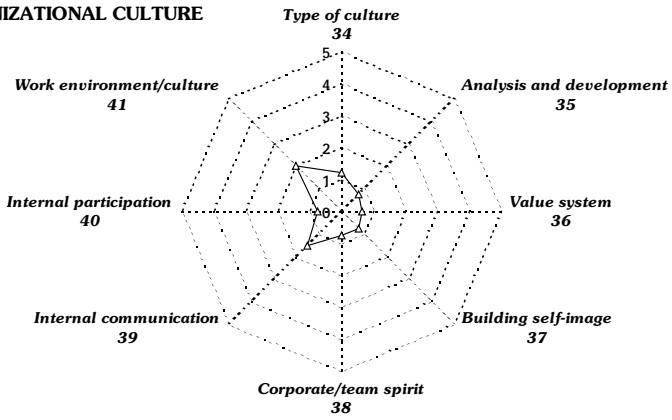 NIZATIONAL CULTURE
Type of culture
34
Work environment/culture
41
Analysis and development
35
5
4
3
2
1
0
Internal participation
40
Value system
36
Internal communication
39
Building self-image
37
Corporate/team spirit
38